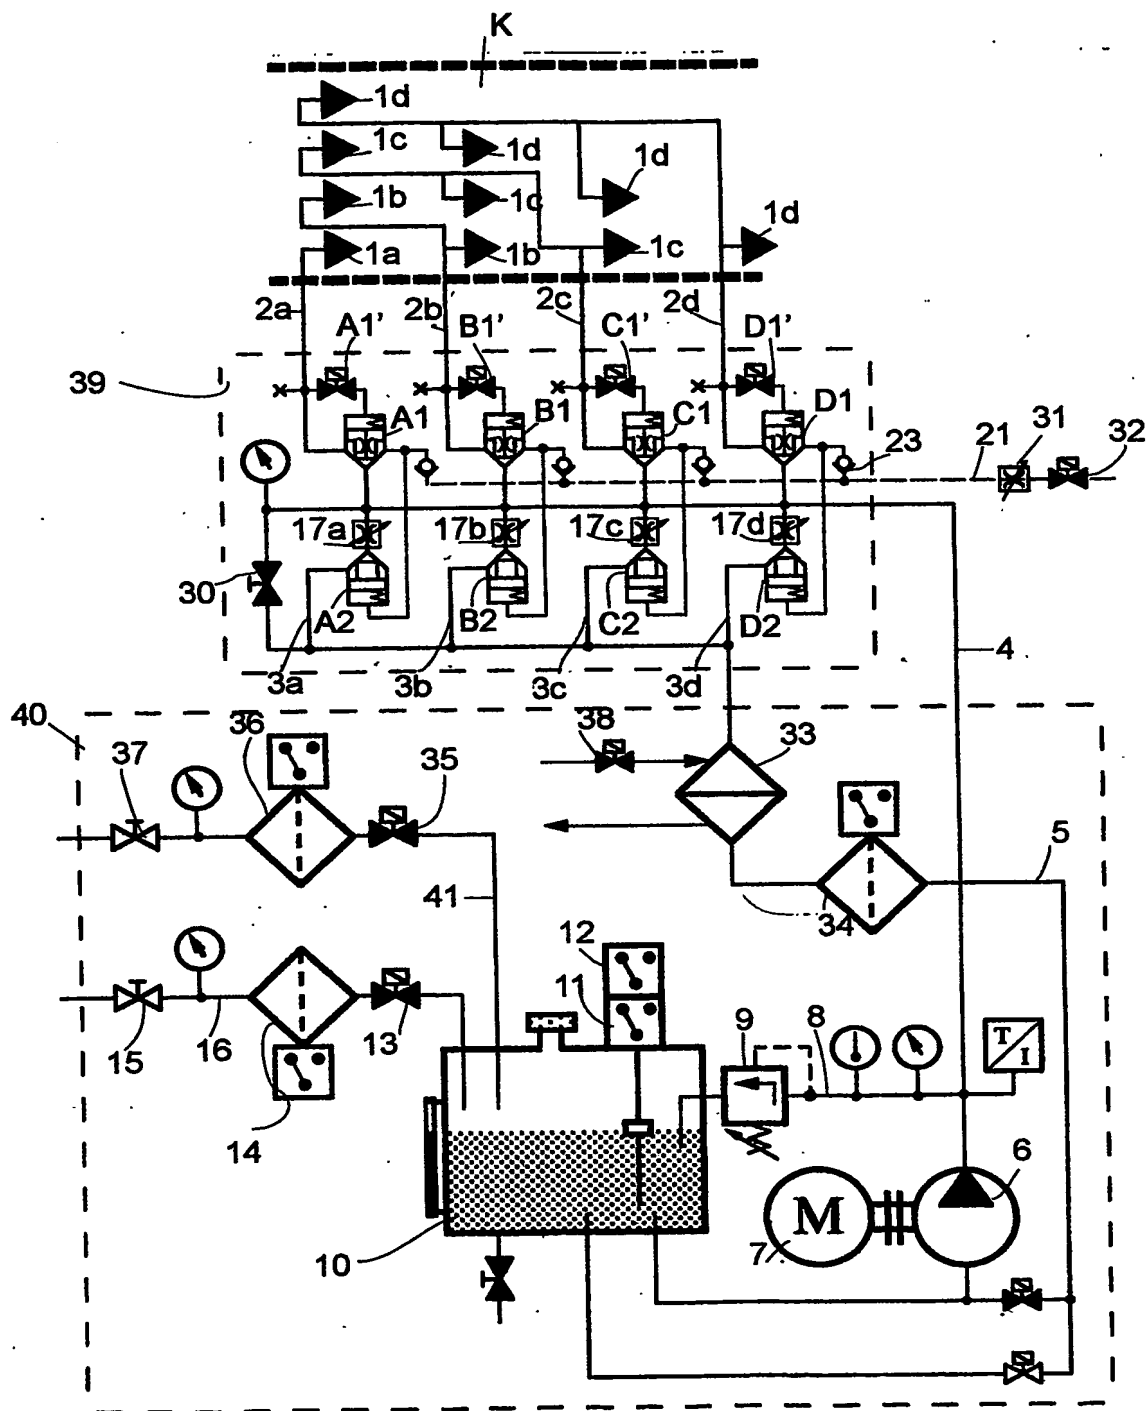 K
1d
1c 1d 1d
1b 1c 1d
1a 1b 1c
2a 2b 2c 2d
A1' B1' C1' D1'
39
A1 B1 C1 D1
23 21 31 32
17a 17b 17c 17d
30
A2 B2 C2 D2
3a 3b 3c 3d
4
40
36 38 33
37 35
5
41 34
12
11
15 16 13 9 8
T
I
14 6
M
7
10